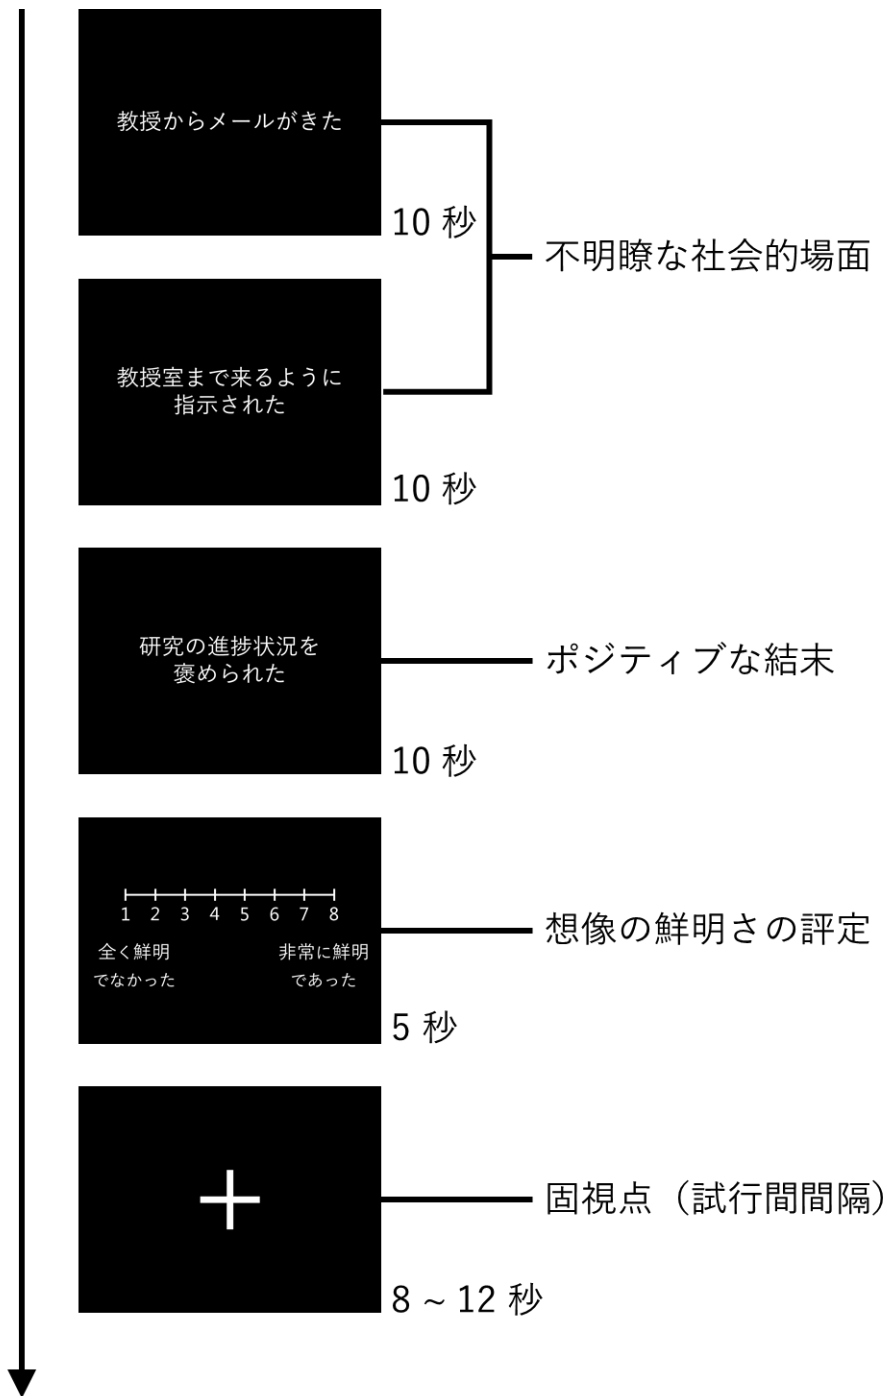 教授からメールがきた
10 秒
不明瞭な社会的場面
教授室まで来るように
指示された
10 秒
研究の進捗状況を
褒められた
ポジティブな結末
10 秒
1 2 3 4 5 6 7 8
全く鮮明
でなかった
非常に鮮明
であった
想像の鮮明さの評定
5 秒
固視点（試行間間隔）
8 ~ 12 秒